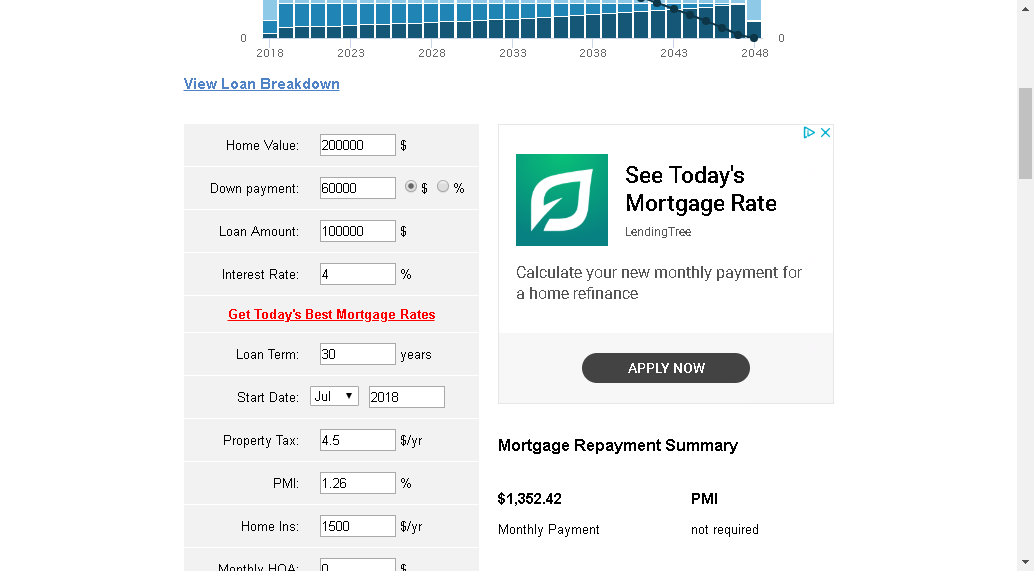 0 0
2018 2023 2028 2033 2038 2043 2048
View Loan Breakdown
Home Value: 200000 $
Down payment: 60000 $ %
Loan Amount: 100000 $
Interest Rate: 4 %
Get Today's Best Mortgage Rates
Loan Term: 30 years
Start Date: Jul 2018
Property Tax: 4.5 $/yr
PMI: 1.26 %
Home Ins: 1500 $/yr
Monthly HOA: 0 $
See Today's
Mortgage Rate
LendingTree
Calculate your new monthly payment for
a home refinance
APPLY NOW
Mortgage Repayment Summary
$1,352.42 PMI
Monthly Payment not required